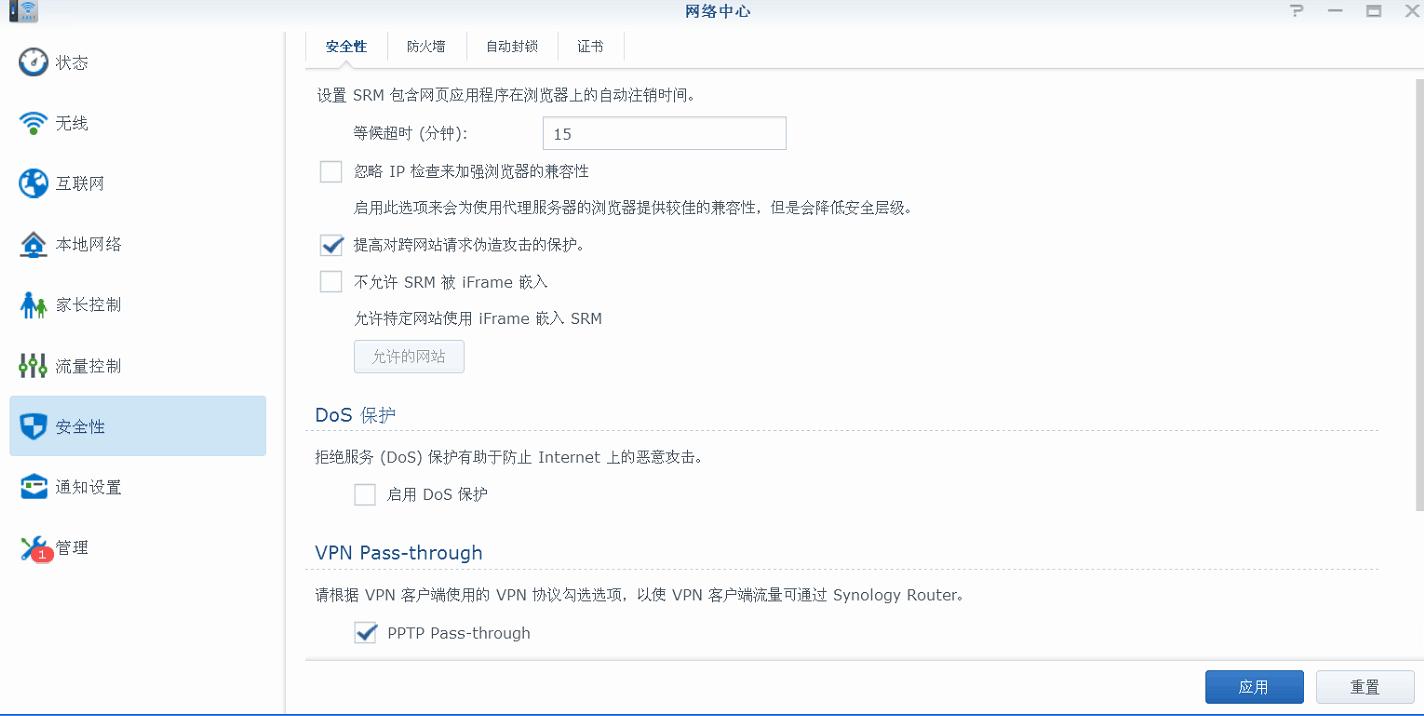 网络中心
状态
无线
互联网
本地网络
家长控制
流量控制
安全性
通知设置
1
管理
安全性 防火墙 自动封锁 证书
设置 SRM 包含网页应用程序在浏览器上的自动注销时间。
等候超时 (分钟): 15
忽略 IP 检查来加强浏览器的兼容性
启用此选项来会为使用代理服务器的浏览器提供较佳的兼容性，但是会降低安全层级。
提高对跨网站请求伪造攻击的保护。
不允许 SRM 被 iFrame 嵌入
允许特定网站使用 iFrame 嵌入 SRM
允许的网站
DoS 保护
拒绝服务 (DoS) 保护有助于防止 Internet 上的恶意攻击。
启用 DoS 保护
VPN Pass-through
请根据 VPN 客户端使用的 VPN 协议勾选选项，以使 VPN 客户端流量可通过 Synology Router。
PPTP Pass-through
应用 重置